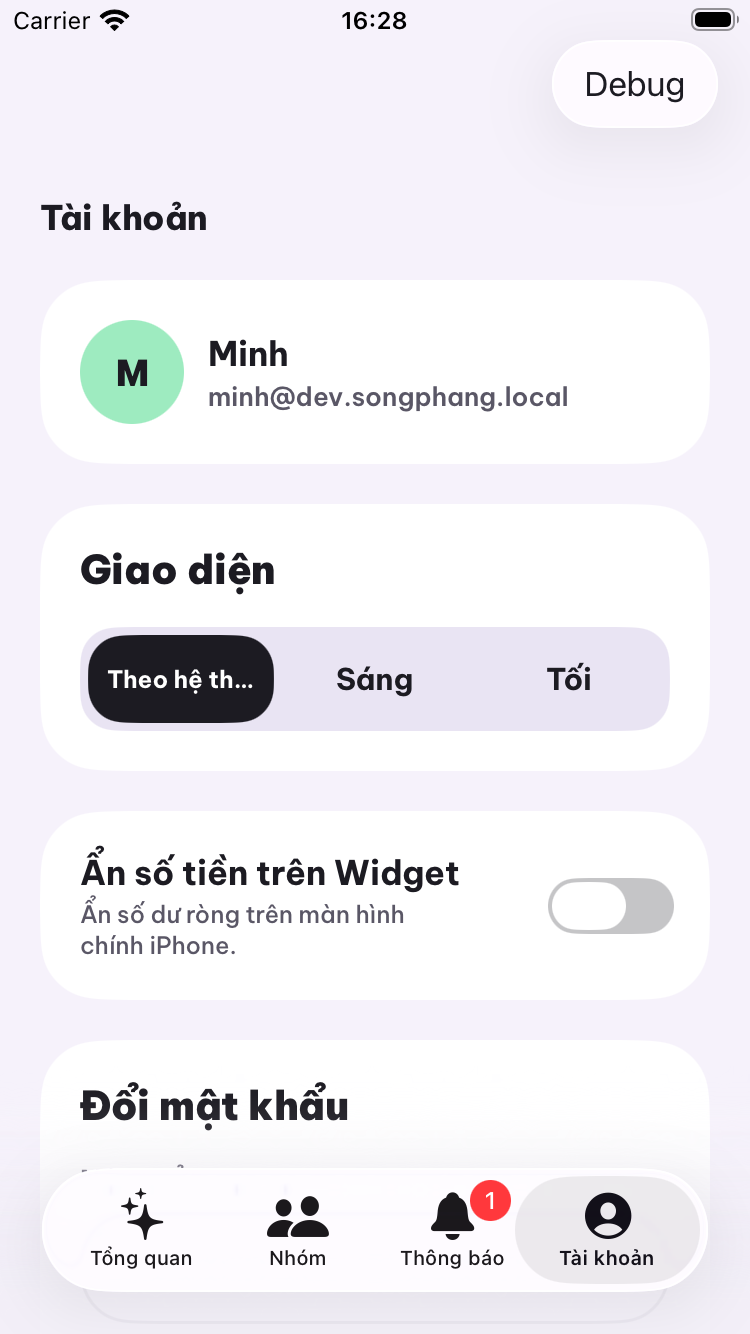 Carrier 16:28
Debug
Tài khoản
M
Minh
minh@dev.songphang.local
Giao diện
Theo hệ th... Sáng Tối
Ẩn số tiền trên Widget
Ẩn số dư ròng trên màn hình
chính iPhone.
Đổi mật khẩu
1
Tổng quan Nhóm Thông báo Tài khoản